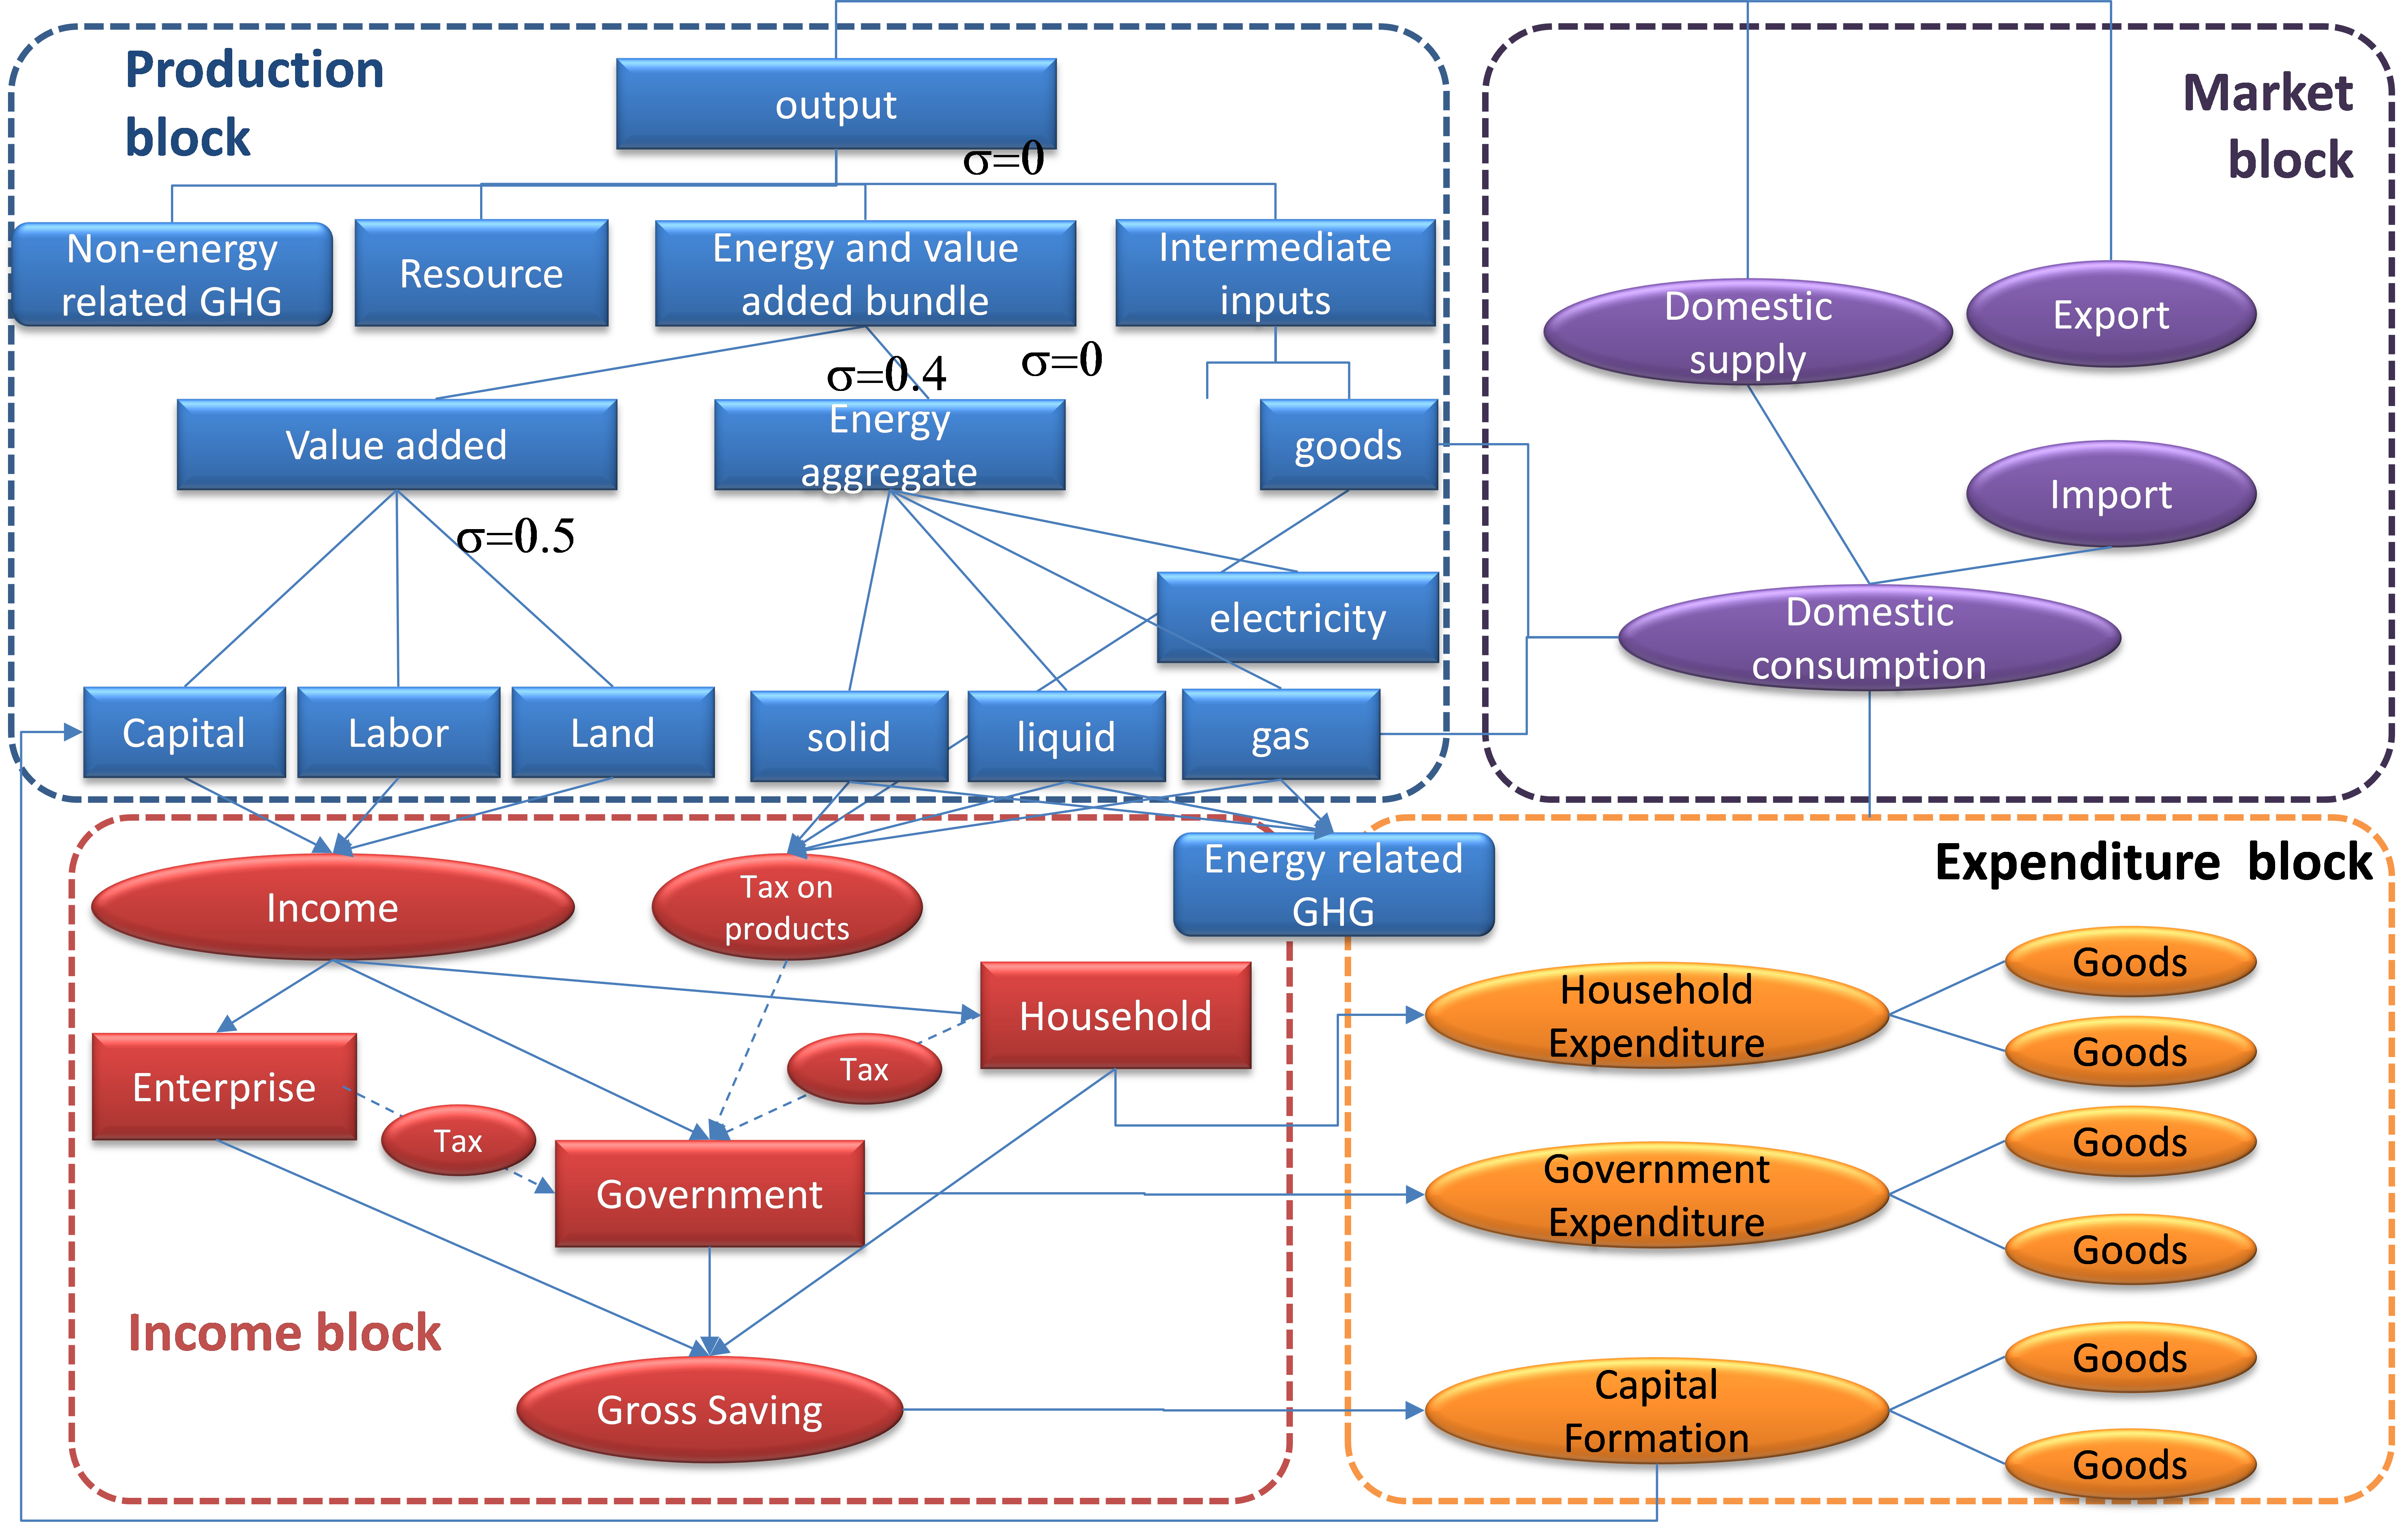 Production
block
output
σ=0
Market
block
Non-energy
related GHG
Resource
Energy and value
added bundle
Intermediate
inputs
Domestic
supply
Export
σ=0.4
σ=0
Value added
Energy
aggregate
goods
Import
σ=0.5
electricity
Domestic
consumption
Capital
Labor
Land
solid
liquid
gas
Income
Tax on
products
Energy related
GHG
Expenditure block
Enterprise
Tax
Tax
Household
Government
Income block
Gross Saving
Household
Expenditure
Goods
Goods
Government
Expenditure
Goods
Goods
Capital
Formation
Goods
Goods